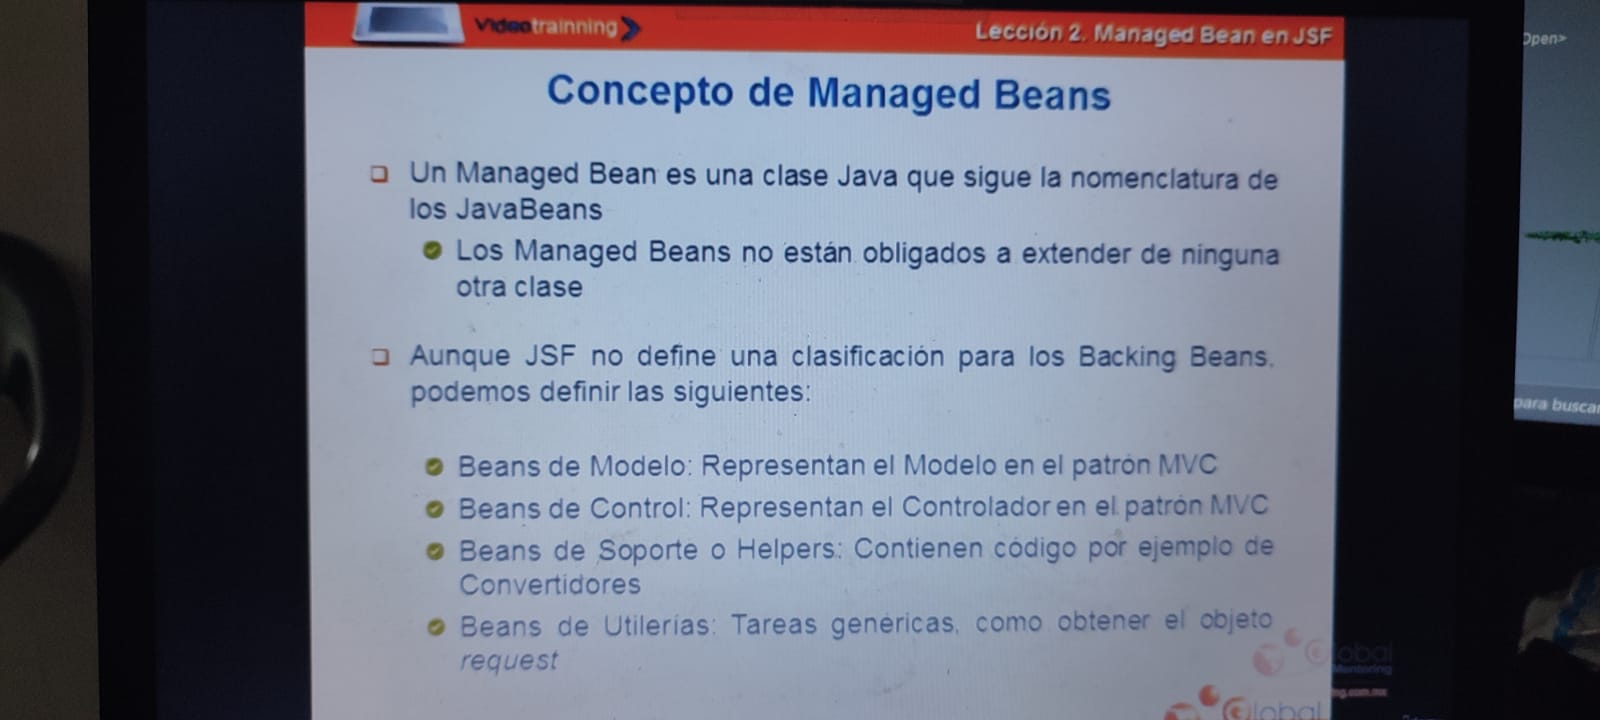 Videotrainning
Lección 2. Managed Bean en JSF
Open>
Concepto de Managed Beans
Un Managed Bean es una clase Java que sigue la nomenclatura de
los JavaBeans
Los Managed Beans no están obligados a extender de ninguna
otra clase
Aunque JSF no define una clasificación para los Backing Beans,
podemos definir las siguientes:
para buscar
Beans de Modelo: Representan el Modelo en el patrón MVC
Beans de Control: Representan el Controlador en el patrón MVC
Beans de Soporte o Helpers: Contienen código por ejemplo de
Convertidores
Beans de Utilerías: Tareas genéricas, como obtener el objeto
request
Global
Mentoring
Global